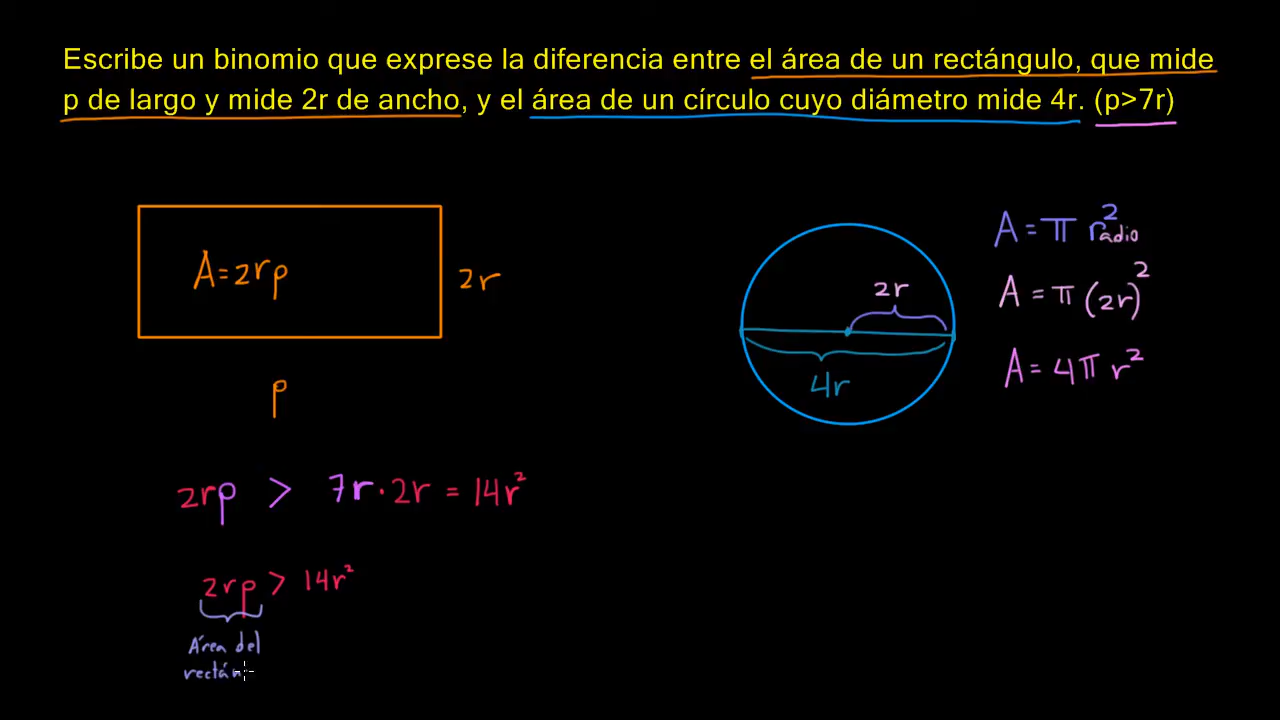 Escribe un binomio que exprese la diferencia entre el área de un rectángulo, que mide
p de largo y mide 2r de ancho, y el área de un círculo cuyo diámetro mide 4r. (p>7r)
A=2rp
2r
p
2r
4r
A = π r²adio
A = π (2r)²
A = 4π r²
2rp > 7r · 2r = 14r²
2rp > 14r²
Área del
rectán